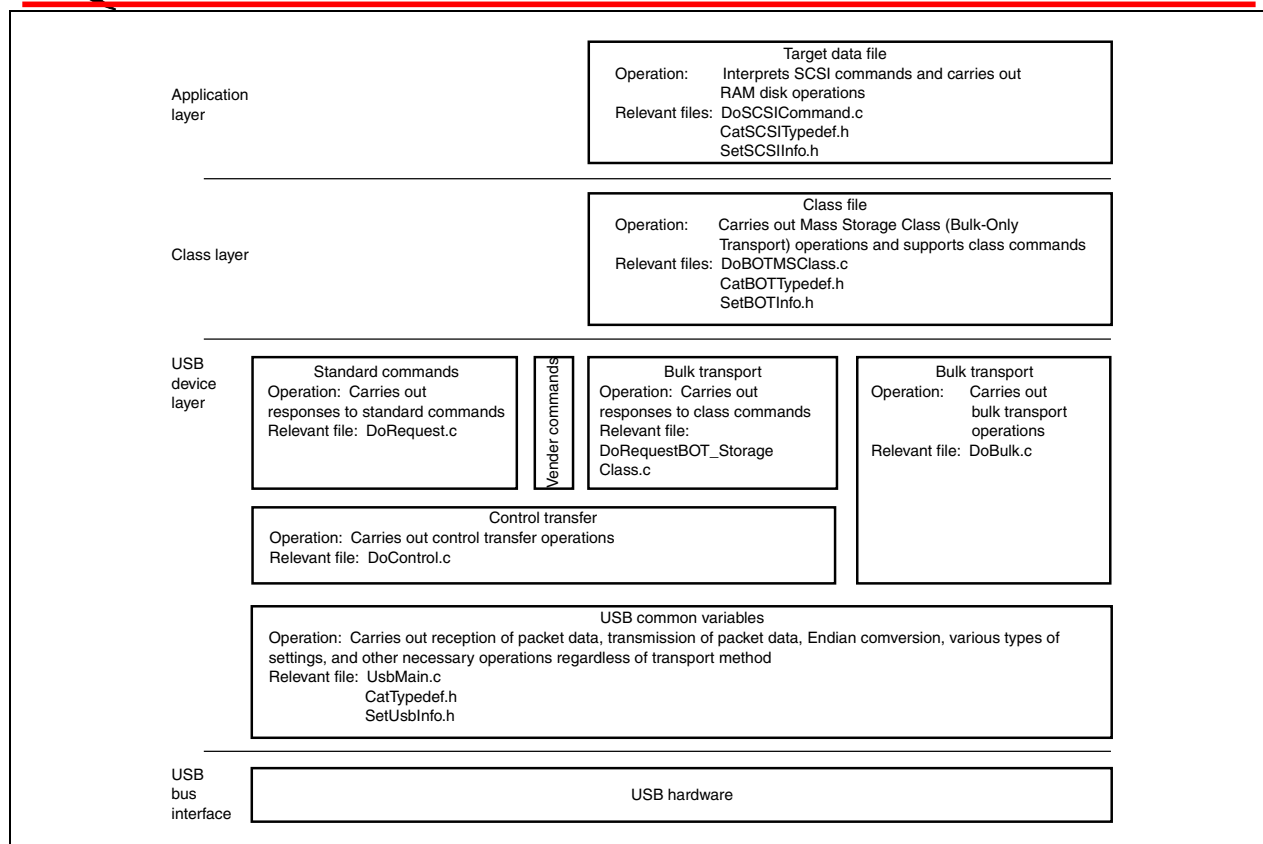 Application
layer
Target data file
Operation: Interprets SCSI commands and carries out
RAM disk operations
Relevant files: DoSCSICommand.c
CatSCSITypedef.h
SetSCSIInfo.h
Class layer
Class file
Operation: Carries out Mass Storage Class (Bulk-Only
Transport) operations and supports class commands
Relevant files: DoBOTMSClass.c
CatBOTTypedef.h
SetBOTInfo.h
USB
device
layer
Standard commands
Operation: Carries out
responses to standard commands
Relevant file: DoRequest.c
Vender commands
Bulk transport
Operation: Carries out
responses to class commands
Relevant file:
DoRequestBOT_Storage
Class.c
Bulk transport
Operation: Carries out
bulk transport
operations
Relevant file: DoBulk.c
Control transfer
Operation: Carries out control transfer operations
Relevant file: DoControl.c
USB common variables
Operation: Carries out reception of packet data, transmission of packet data, Endian comversion, various types of
settings, and other necessary operations regardless of transport method
Relevant file: UsbMain.c
CatTypedef.h
SetUsbInfo.h
USB
bus
interface
USB hardware